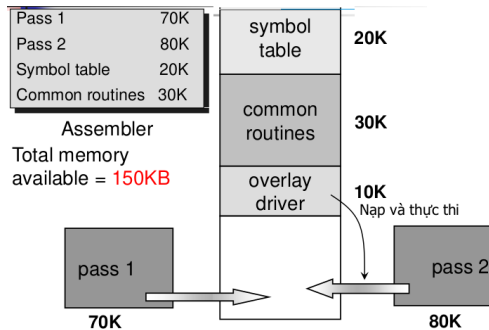 Pass 1 70K
Pass 2 80K
Symbol table 20K
Common routines 30K
Assembler
Total memory
available = 150KB
symbol
table
20K
common
routines
30K
overlay
driver
10K
Nạp và thực thi
pass 1
70K
pass 2
80K